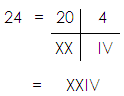 24 = 20 4
XX IV
= XXIV